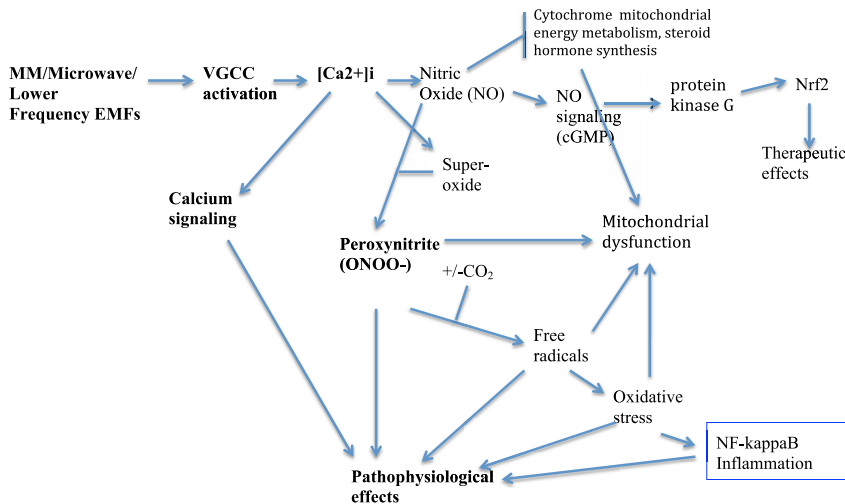 Cytochrome mitochondrial
energy metabolism, steroid
hormone synthesis
MM/Microwave/
Lower
Frequency EMFs
VGCC
activation
[Ca2+]i
Nitric
Oxide (NO)
NO
signaling
(cGMP)
protein
kinase G
Nrf2
Therapeutic
effects
Super-
oxide
Calcium
signaling
Peroxynitrite
(ONOO-)
Mitochondrial
dysfunction
+/-CO₂
Free
radicals
Oxidative
stress
NF-kappaB
Inflammation
Pathophysiological
effects